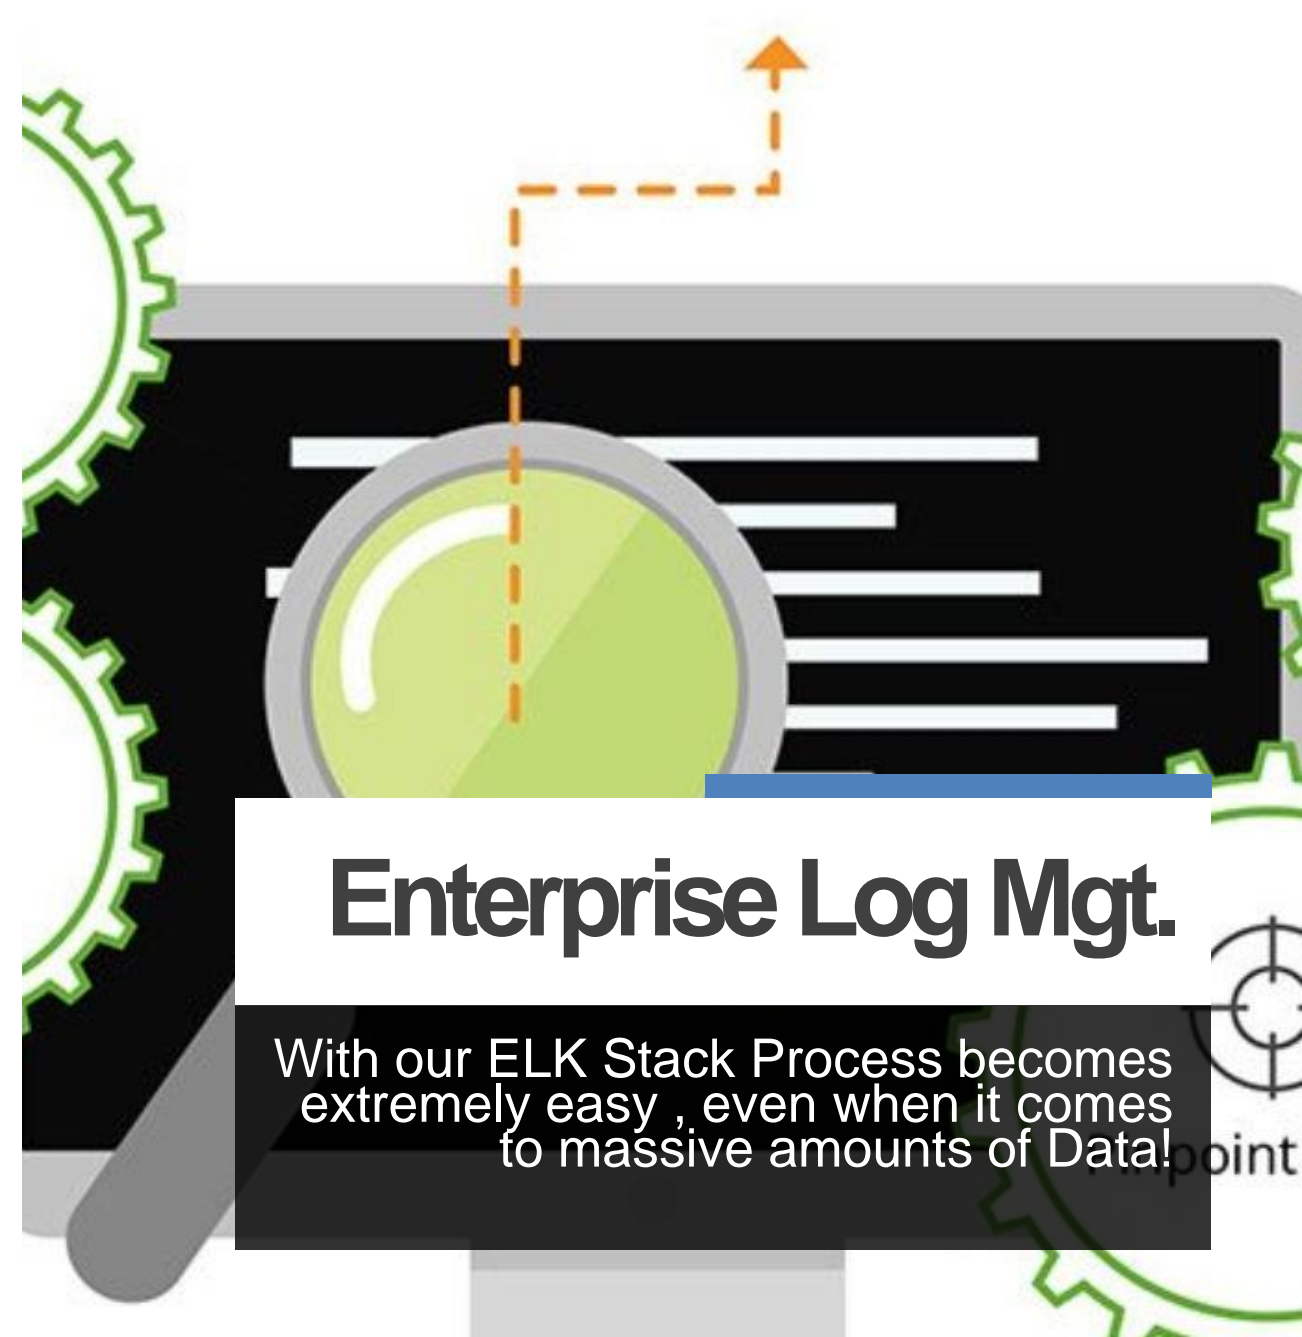 Enterprise Log Mgt.
With our ELK Stack Process becomes
extremely easy , even when it comes
to massive amounts of Data!
Pinpoint